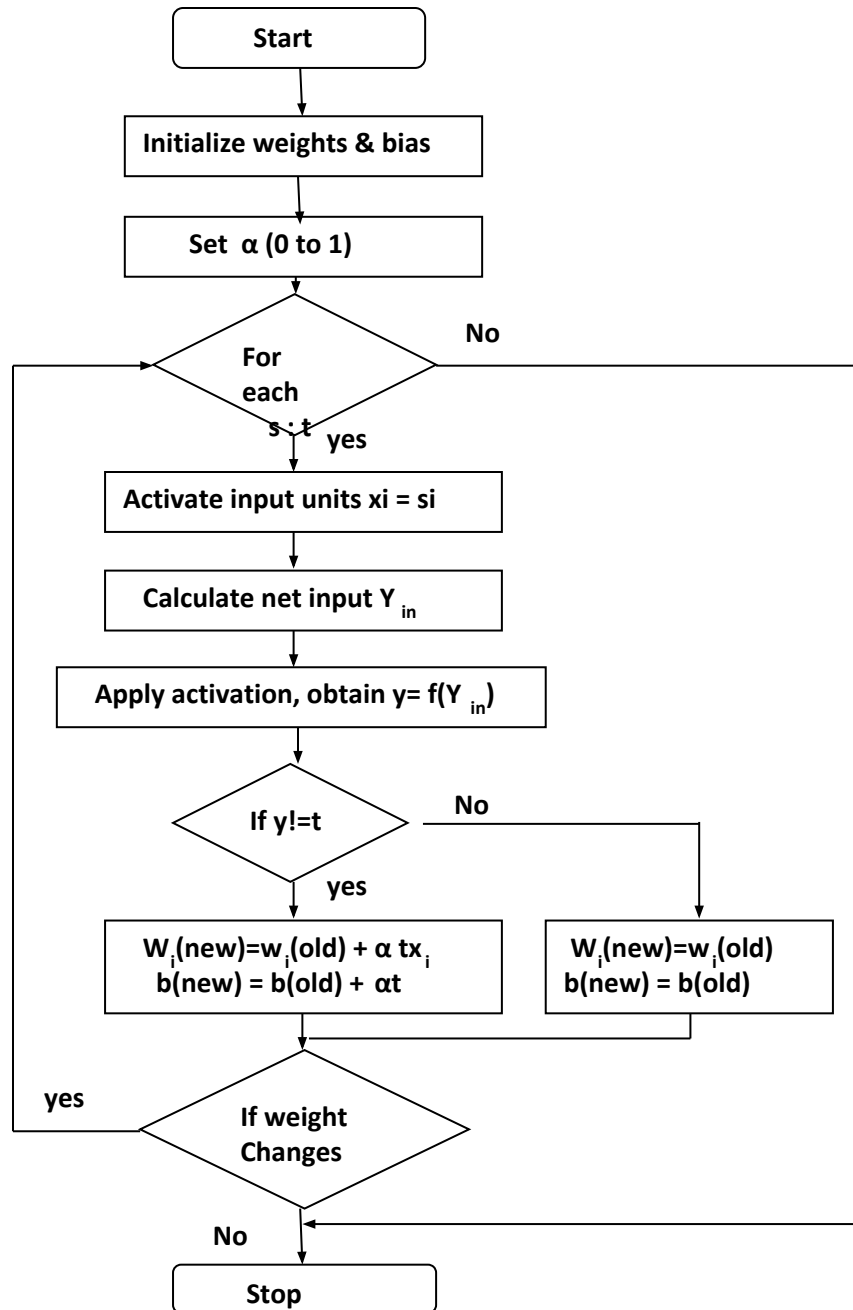 Start
Initialize weights & bias
Set α (0 to 1)
No
For
each
s : t
yes
Activate input units xi = si
Calculate net input Y in
Apply activation, obtain y= f(Y in)
If y!=t
No
yes
Wi(new)=wi(old) + α txi
b(new) = b(old) + αt
Wi(new)=wi(old)
b(new) = b(old)
yes
If weight
Changes
No
Stop